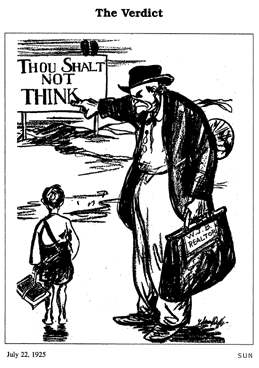 The Verdict
THOU SHALT
NOT
THINK
W.J.B.
REALTOR
July 22, 1925
SUN